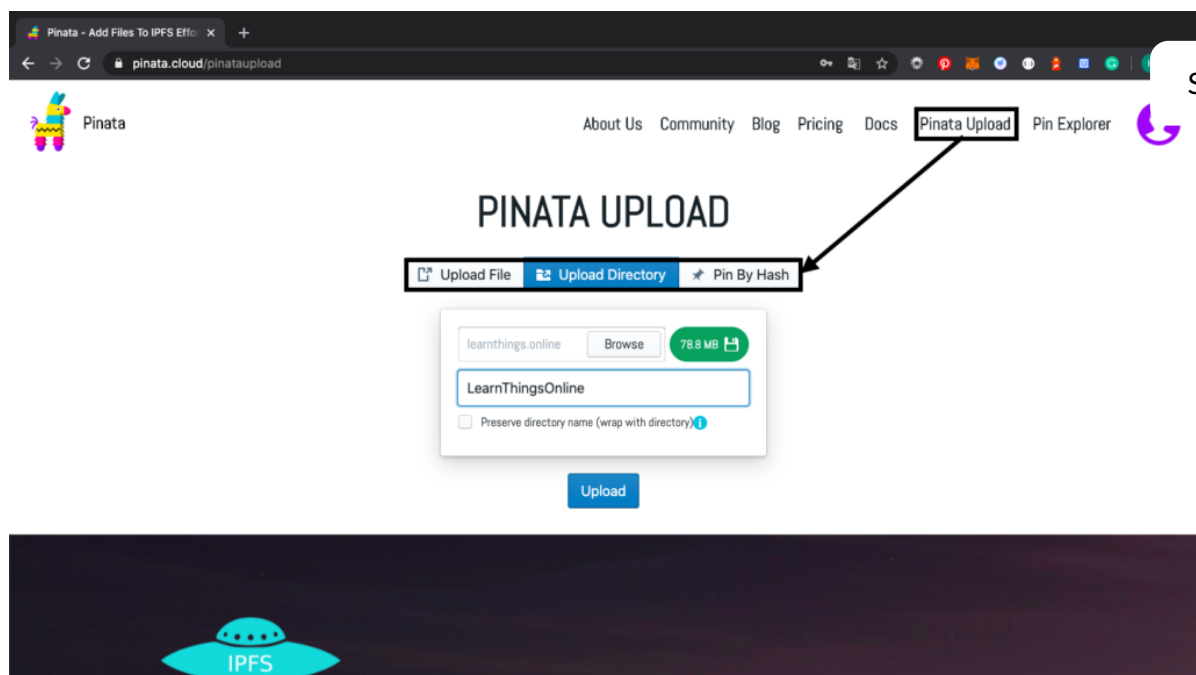 Pinata - Add Files To IPFS Effor
pinata.cloud/pinataupload
S
Pinata
About Us Community Blog Pricing Docs Pinata Upload Pin Explorer
PINATA UPLOAD
Upload File Upload Directory Pin By Hash
learnthings.online Browse 78.8 MB
LearnThingsOnline
Preserve directory name (wrap with directory)
Upload
IPFS